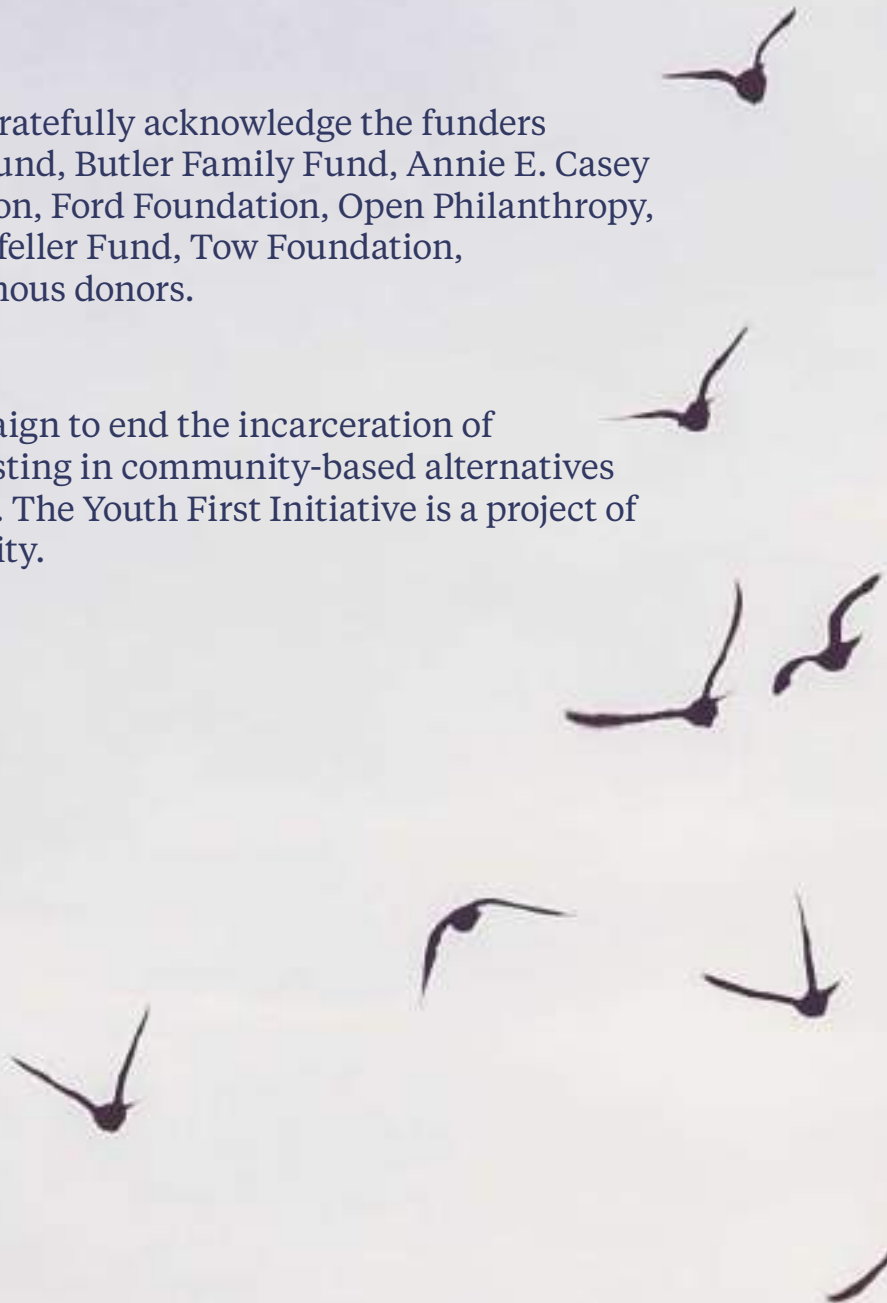 ratefully acknowledge the funders
und, Butler Family Fund, Annie E. Casey
on, Ford Foundation, Open Philanthropy,
feller Fund, Tow Foundation,
nous donors.
aign to end the incarceration of
sting in community-based alternatives
. The Youth First Initiative is a project of
ity.